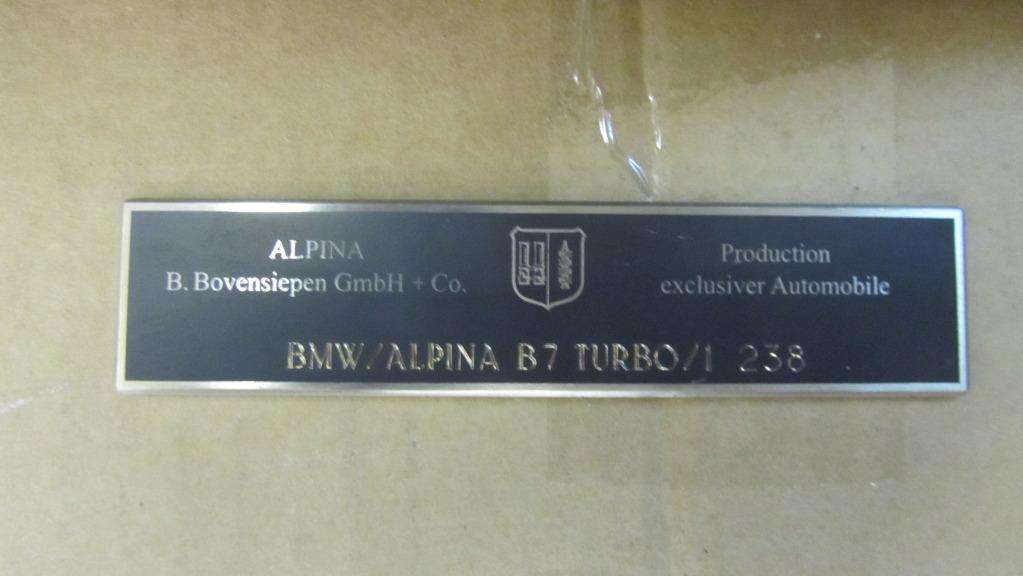 ALPINA
B. Bovensiepen GmbH + Co.
Production
exclusiver Automobile
BMW/ALPINA B7 TURBO/1 238